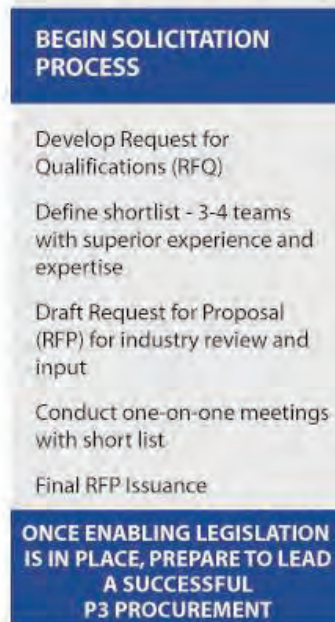 BEGIN SOLICITATION
PROCESS
Develop Request for
Qualifications (RFQ)
Define shortlist - 3-4 teams
with superior experience and
expertise
Draft Request for Proposal
(RFP) for industry review and
input
Conduct one-on-one meetings
with short list
Final RFP Issuance
ONCE ENABLING LEGISLATION
IS IN PLACE, PREPARE TO LEAD
A SUCCESSFUL
P3 PROCUREMENT